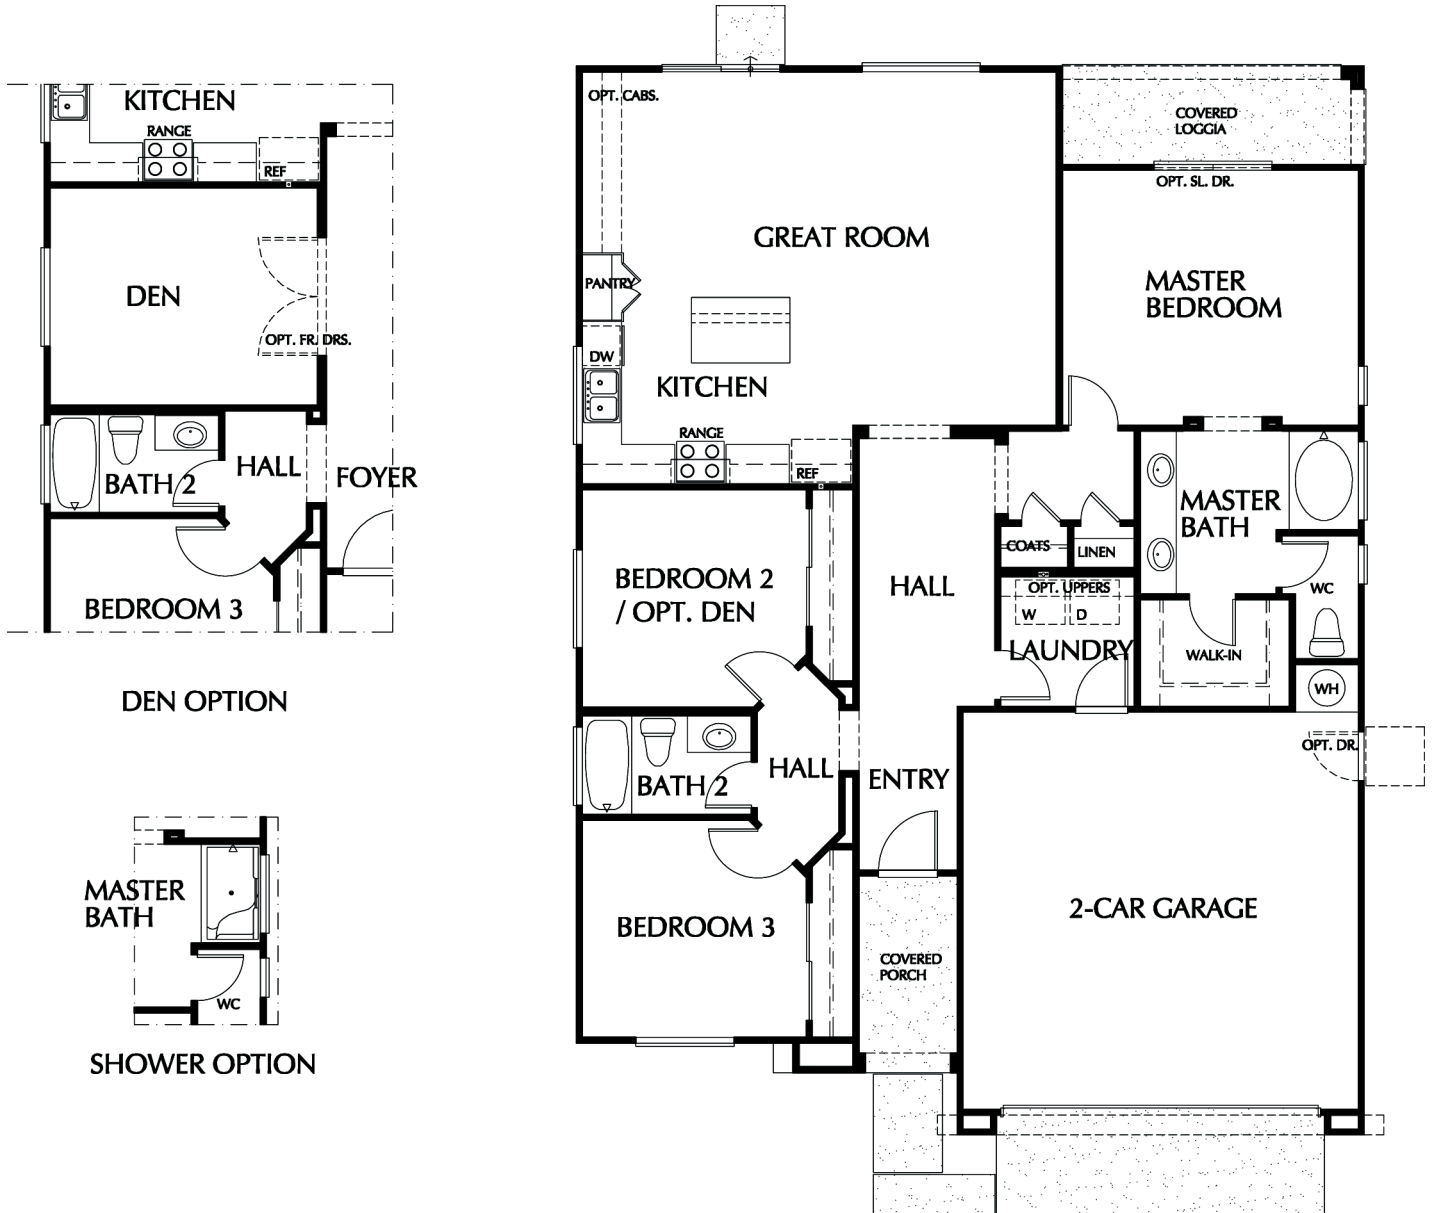 KITCHEN
RANGE
REF
DEN
OPT. FR. DRS.
HALL
BATH 2
FOYER
BEDROOM 3
DEN OPTION
MASTER
BATH
WC
SHOWER OPTION
OPT. CABS.
GREAT ROOM
PANTRY
DW
KITCHEN
RANGE
REF
COVERED
LOGGIA
OPT. SL. DR.
MASTER
BEDROOM
MASTER
BATH
COATS
LINEN
OPT. UPPERS
W
D
LAUNDRY
WALK-IN
WC
WH
OPT. DR.
BEDROOM 2
/ OPT. DEN
HALL
BATH 2
HALL
ENTRY
BEDROOM 3
COVERED
PORCH
2-CAR GARAGE